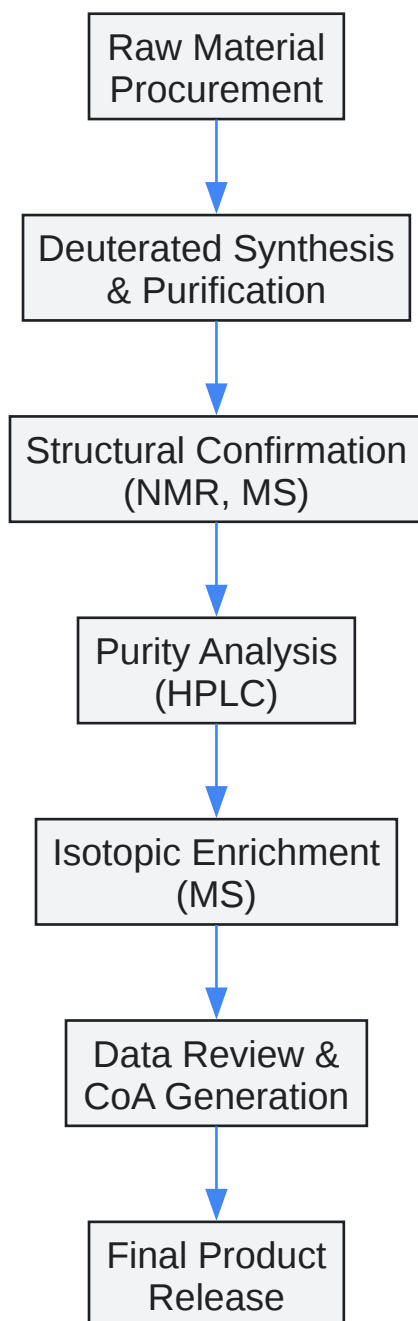 Raw Material
Procurement
Deuterated Synthesis
& Purification
Structural Confirmation
(NMR, MS)
Purity Analysis
(HPLC)
Isotopic Enrichment
(MS)
Data Review &
CoA Generation
Final Product
Release